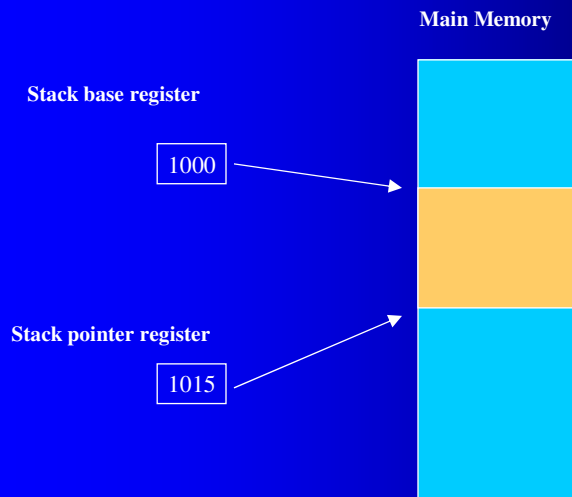 Main Memory
Stack base register
1000
Stack pointer register
1015